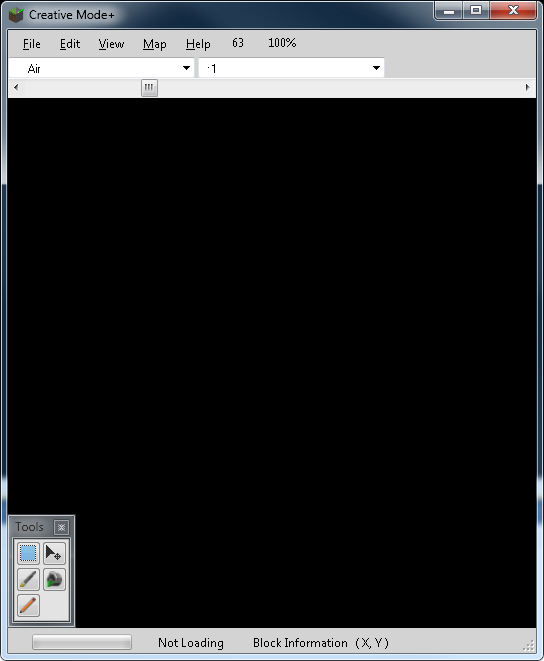 Creative Mode+
File Edit View Map Help 63 100%
Air -1
Tools
Not Loading Block Information (X, Y)